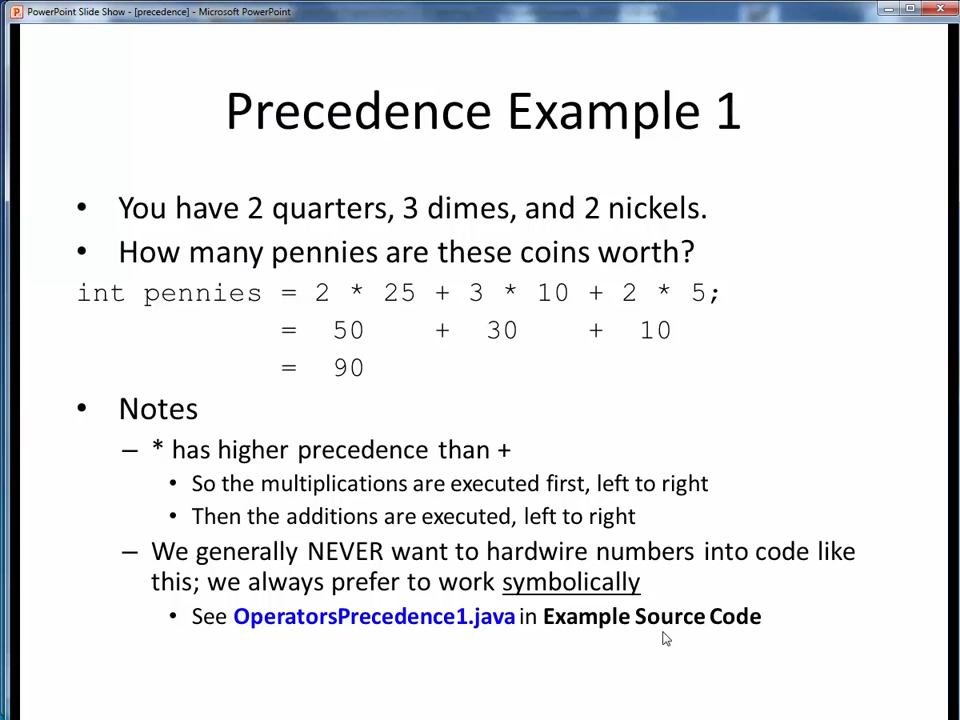 PowerPoint Slide Show - [precedence] - Microsoft PowerPoint
Precedence Example 1
• You have 2 quarters, 3 dimes, and 2 nickels.
• How many pennies are these coins worth?
int pennies = 2 * 25 + 3 * 10 + 2 * 5;
= 50 + 30 + 10
= 90
• Notes
– * has higher precedence than +
• So the multiplications are executed first, left to right
• Then the additions are executed, left to right
– We generally NEVER want to hardwire numbers into code like
this; we always prefer to work symbolically
• See OperatorsPrecedence1.java in Example Source Code